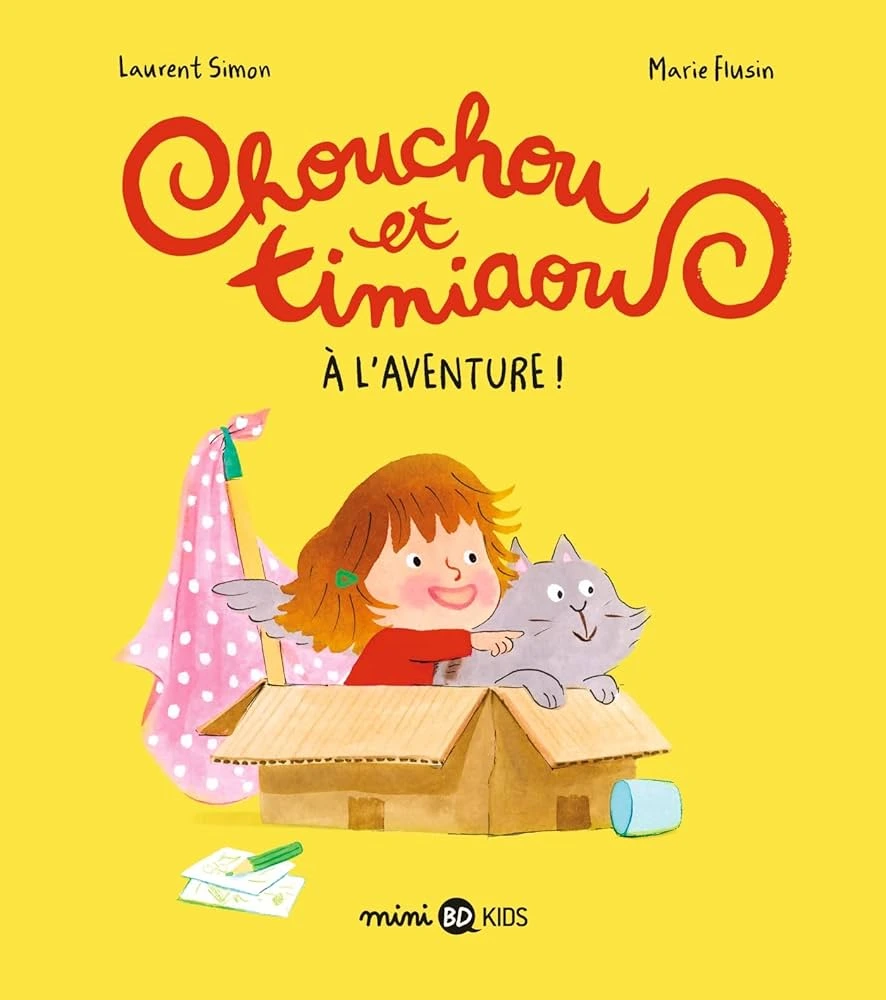 Laurent Simon
Marie Flusin
Chouchou
et
timiaou
À L'AVENTURE !
mini BD KIDS